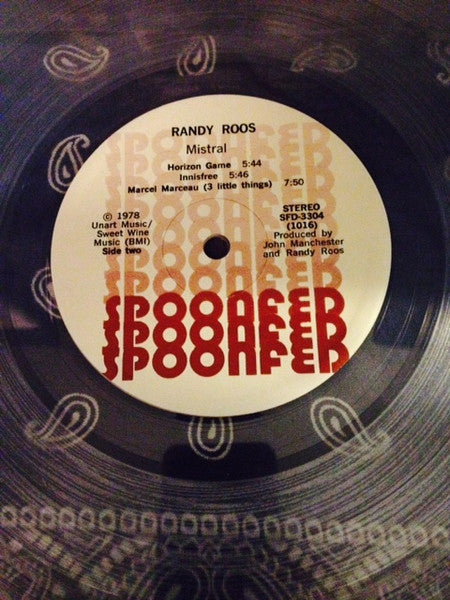 RANDY ROOS
Mistral
Horizon Game 5:44
Innisfree 5:46
Marcel Marceau (3 little things) 7:50
© 1978
Unart Music/
Sweet Wine
Music (BMI)
Side two
STEREO
SFD-3304
(1016)
Produced by
John Manchester
and Randy Roos
SPOONFED
SPOONFED
SPOONFED